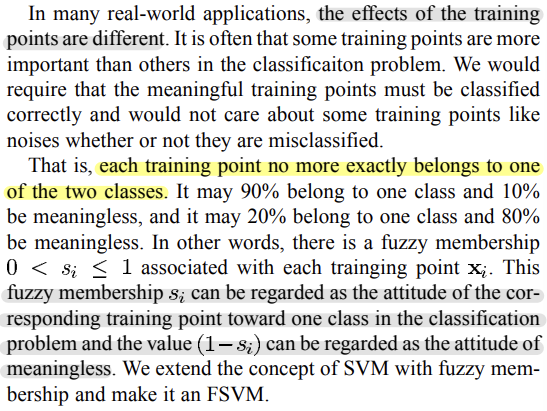 In many real-world applications, the effects of the training
points are different. It is often that some training points are more
important than others in the classificaiton problem. We would
require that the meaningful training points must be classified
correctly and would not care about some training points like
noises whether or not they are misclassified.
That is, each training point no more exactly belongs to one
of the two classes. It may 90% belong to one class and 10%
be meaningless, and it may 20% belong to one class and 80%
be meaningless. In other words, there is a fuzzy membership
0 < sᵢ ≤ 1 associated with each trainging point xᵢ. This
fuzzy membership sᵢ can be regarded as the attitude of the cor-
responding training point toward one class in the classification
problem and the value (1−sᵢ) can be regarded as the attitude of
meaningless. We extend the concept of SVM with fuzzy mem-
bership and make it an FSVM.